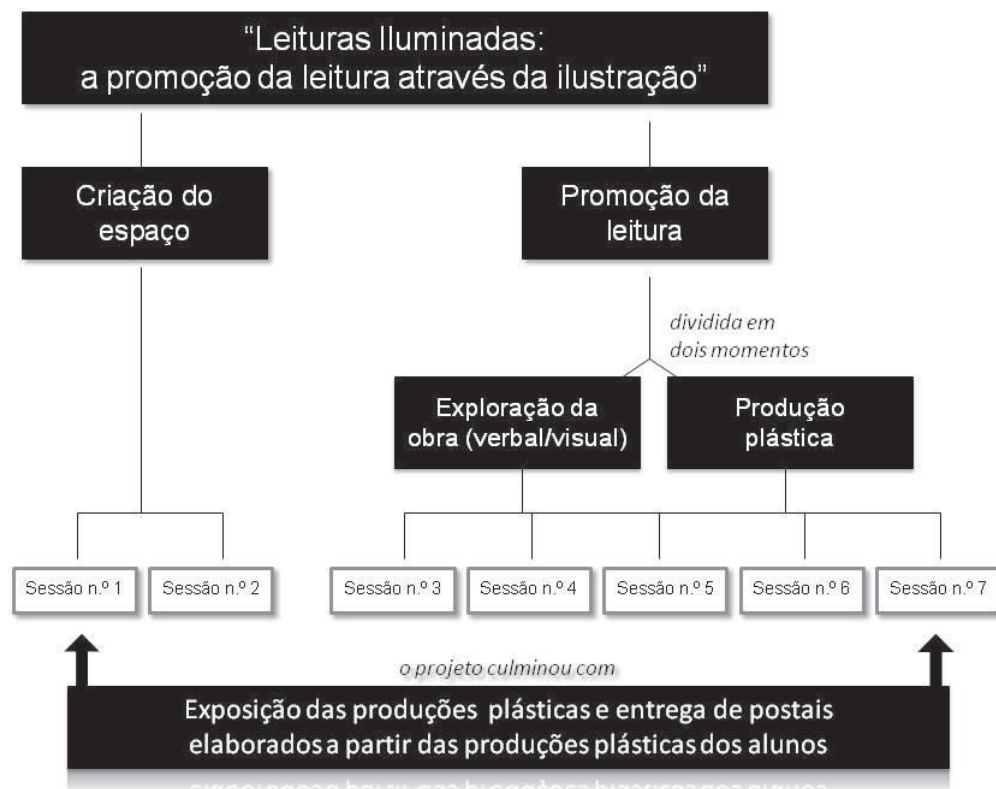 “Leituras Iluminadas:
a promoção da leitura através da ilustração”
Criação do
espaço
Promoção da
leitura
dividida em
dois momentos
Exploração da
obra (verbal/visual)
Produção
plástica
Sessão n.º 1
Sessão n.º 2
Sessão n.º 3
Sessão n.º 4
Sessão n.º 5
Sessão n.º 6
Sessão n.º 7
o projeto culminou com
Exposição das produções plásticas e entrega de postais
elaborados a partir das produções plásticas dos alunos